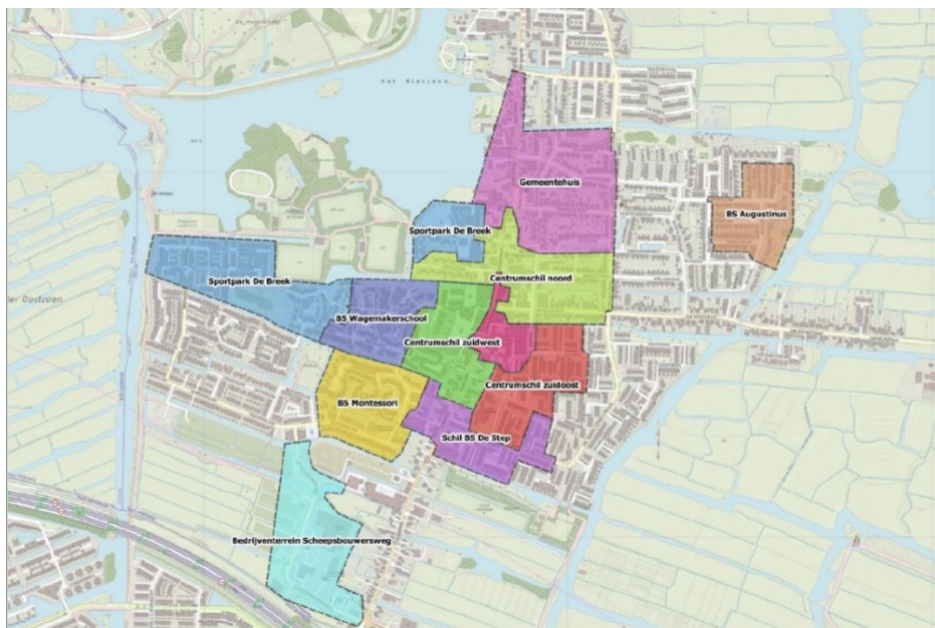 Het Blessem
Gemeentehuis
BS Augustinus
Sportpark De Breek
Centrumschil noord
Sportpark De Breek
BS Wagemakerschool
Centrumschil zuidwest
Centrumschil zuidoost
BS Montessori
Schil BS De Step
Bedrijventerrein Scheepsbouwersweg